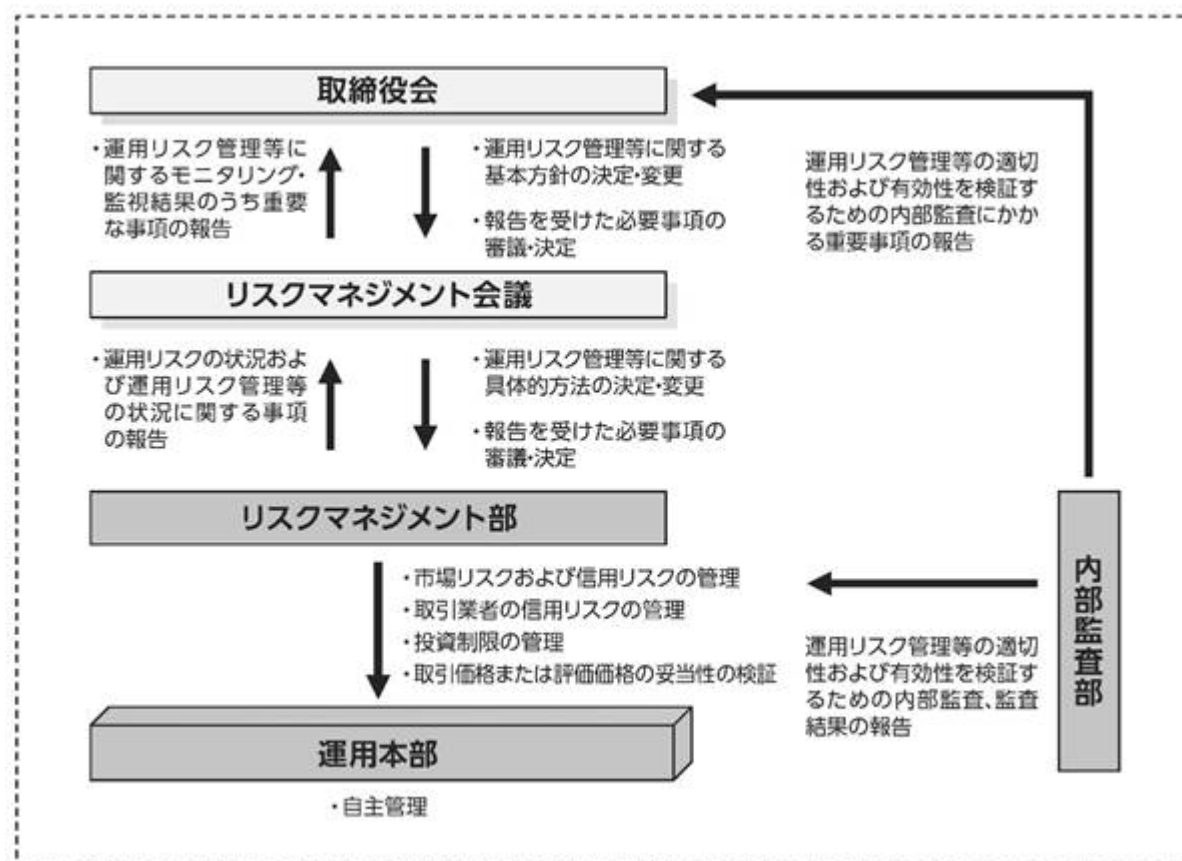 取締役会
・運用リスク管理等に
関するモニタリング・
監視結果のうち重要
な事項の報告
・運用リスク管理等に関する
基本方針の決定・変更
・報告を受けた必要事項の
審議・決定
運用リスク管理等の適切
性および有効性を検証す
るための内部監査にかか
る重要事項の報告
リスクマネジメント会議
・運用リスクの状況およ
び運用リスク管理等
の状況に関する事項
の報告
・運用リスク管理等に関する
具体的方法の決定・変更
・報告を受けた必要事項の
審議・決定
リスクマネジメント部
・市場リスクおよび信用リスクの管理
・取引業者の信用リスクの管理
・投資制限の管理
・取引価格または評価価格の妥当性の検証
運用リスク管理等の適切
性および有効性を検証す
るための内部監査、監査
結果の報告
内部監査部
運用本部
・自主管理